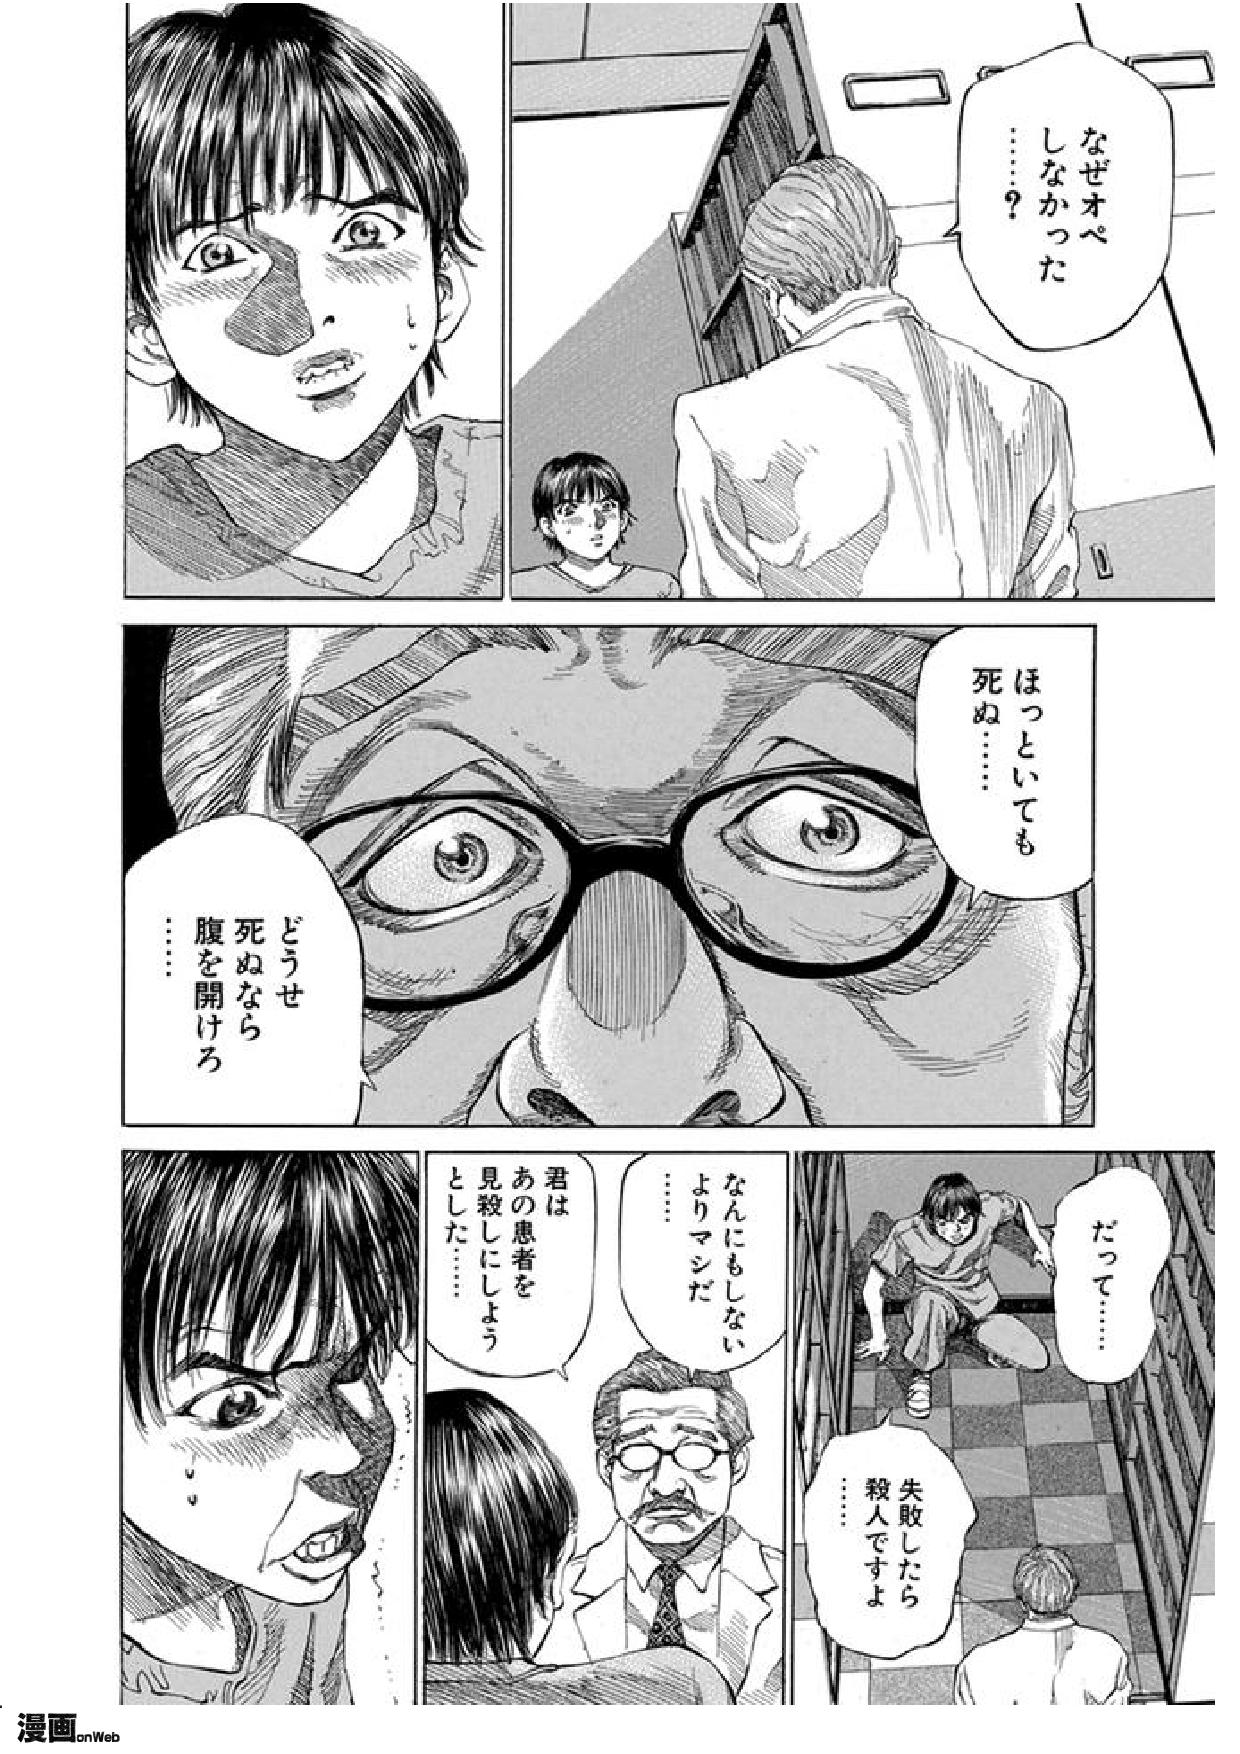 なぜオペ
しなかった
……?
ほっといても
死ぬ……
どうせ
死ぬなら
腹を開けろ
……
だって……
失敗したら
殺人ですよ
……
なんにもしない
よりマシだ
……
君は
あの患者を
見殺しにしよう
とした……
漫画onWeb